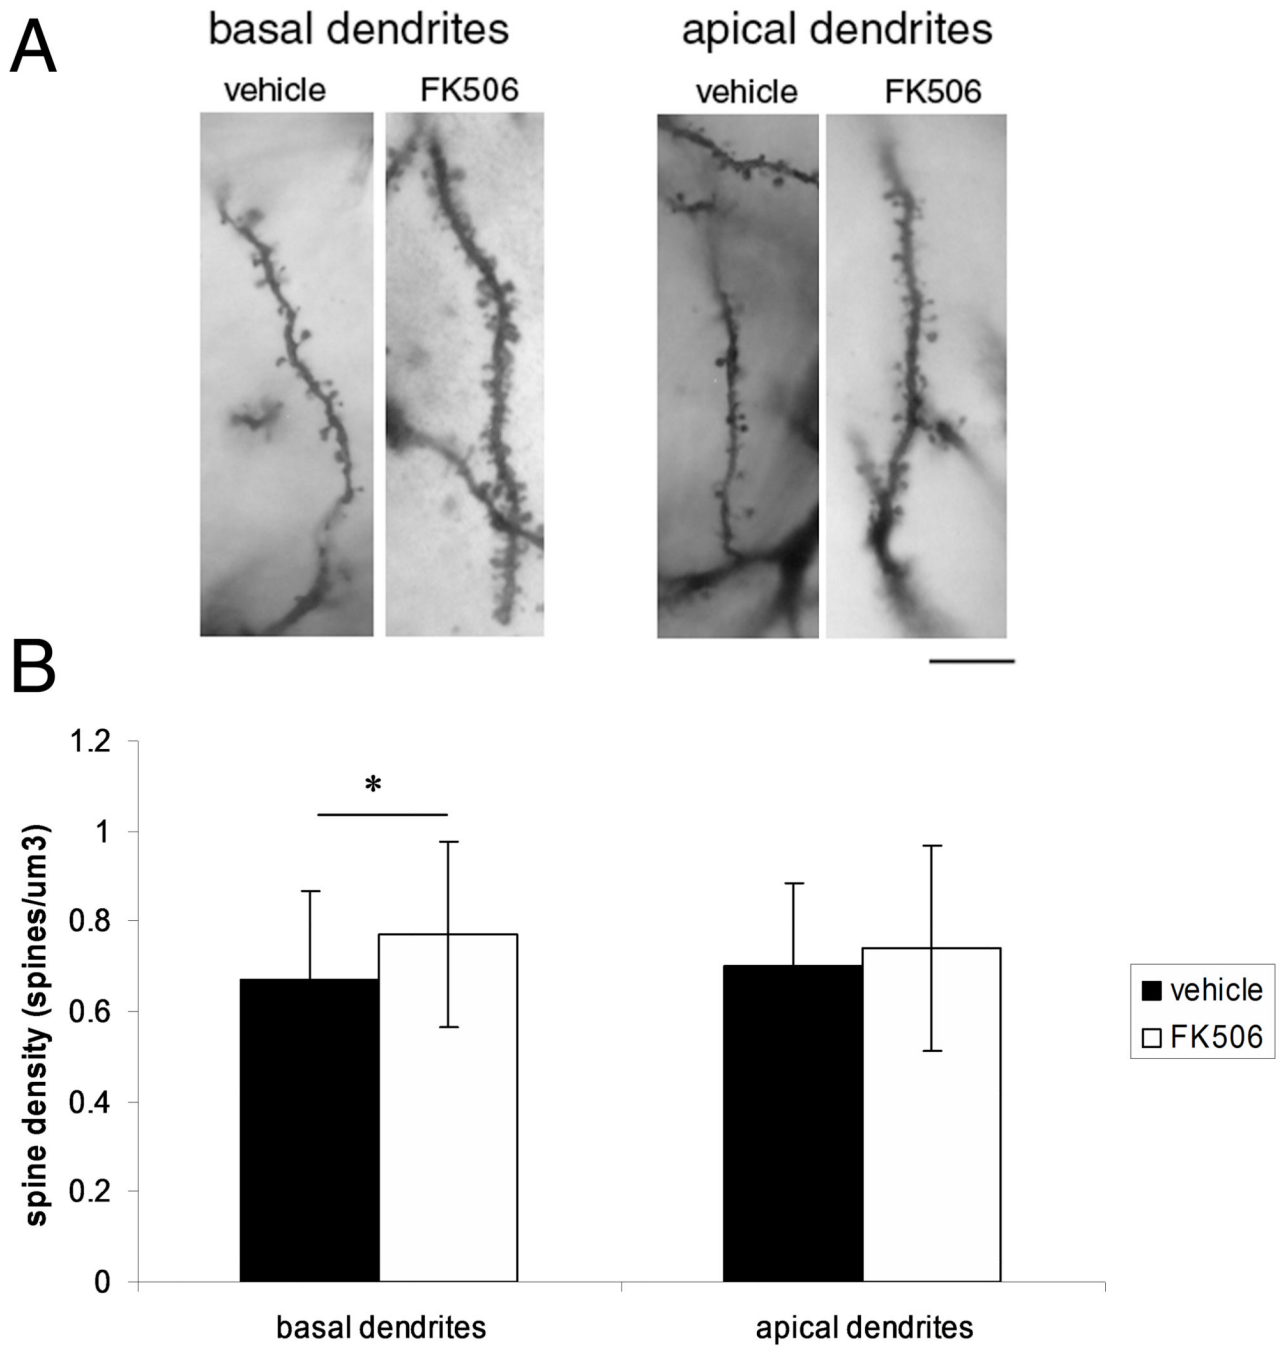 A
basal dendrites
apical dendrites
vehicle
FK506
vehicle
FK506
B
1.2
1
0.8
0.6
0.4
0.2
0
spine density (spines/um3)
*
basal dendrites
apical dendrites
vehicle
FK506